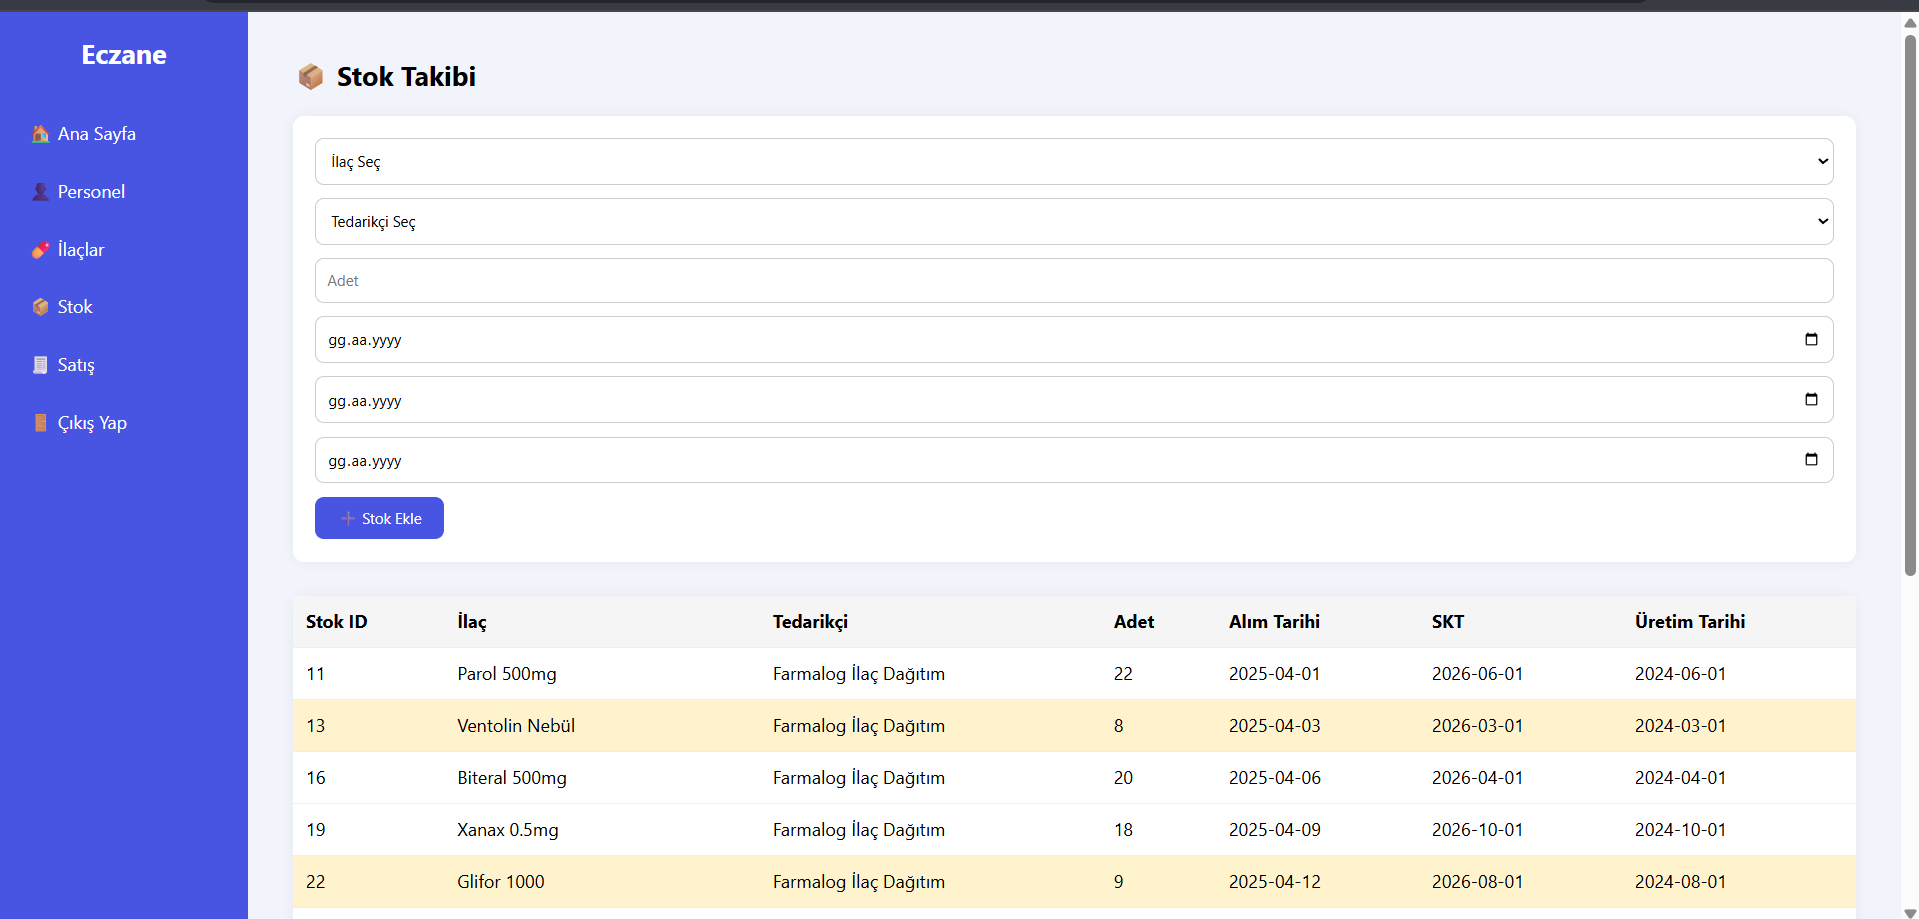 Eczane
Ana Sayfa
Personel
İlaçlar
Stok
Satış
Çıkış Yap
Stok Takibi
İlaç Seç
Tedarikçi Seç
Adet
gg.aa.yyyy
gg.aa.yyyy
gg.aa.yyyy
Stok Ekle
Stok ID İlaç Tedarikçi Adet Alım Tarihi SKT Üretim Tarihi
11 Parol 500mg Farmalog İlaç Dağıtım 22 2025-04-01 2026-06-01 2024-06-01
13 Ventolin Nebül Farmalog İlaç Dağıtım 8 2025-04-03 2026-03-01 2024-03-01
16 Biteral 500mg Farmalog İlaç Dağıtım 20 2025-04-06 2026-04-01 2024-04-01
19 Xanax 0.5mg Farmalog İlaç Dağıtım 18 2025-04-09 2026-10-01 2024-10-01
22 Glifor 1000 Farmalog İlaç Dağıtım 9 2025-04-12 2026-08-01 2024-08-01